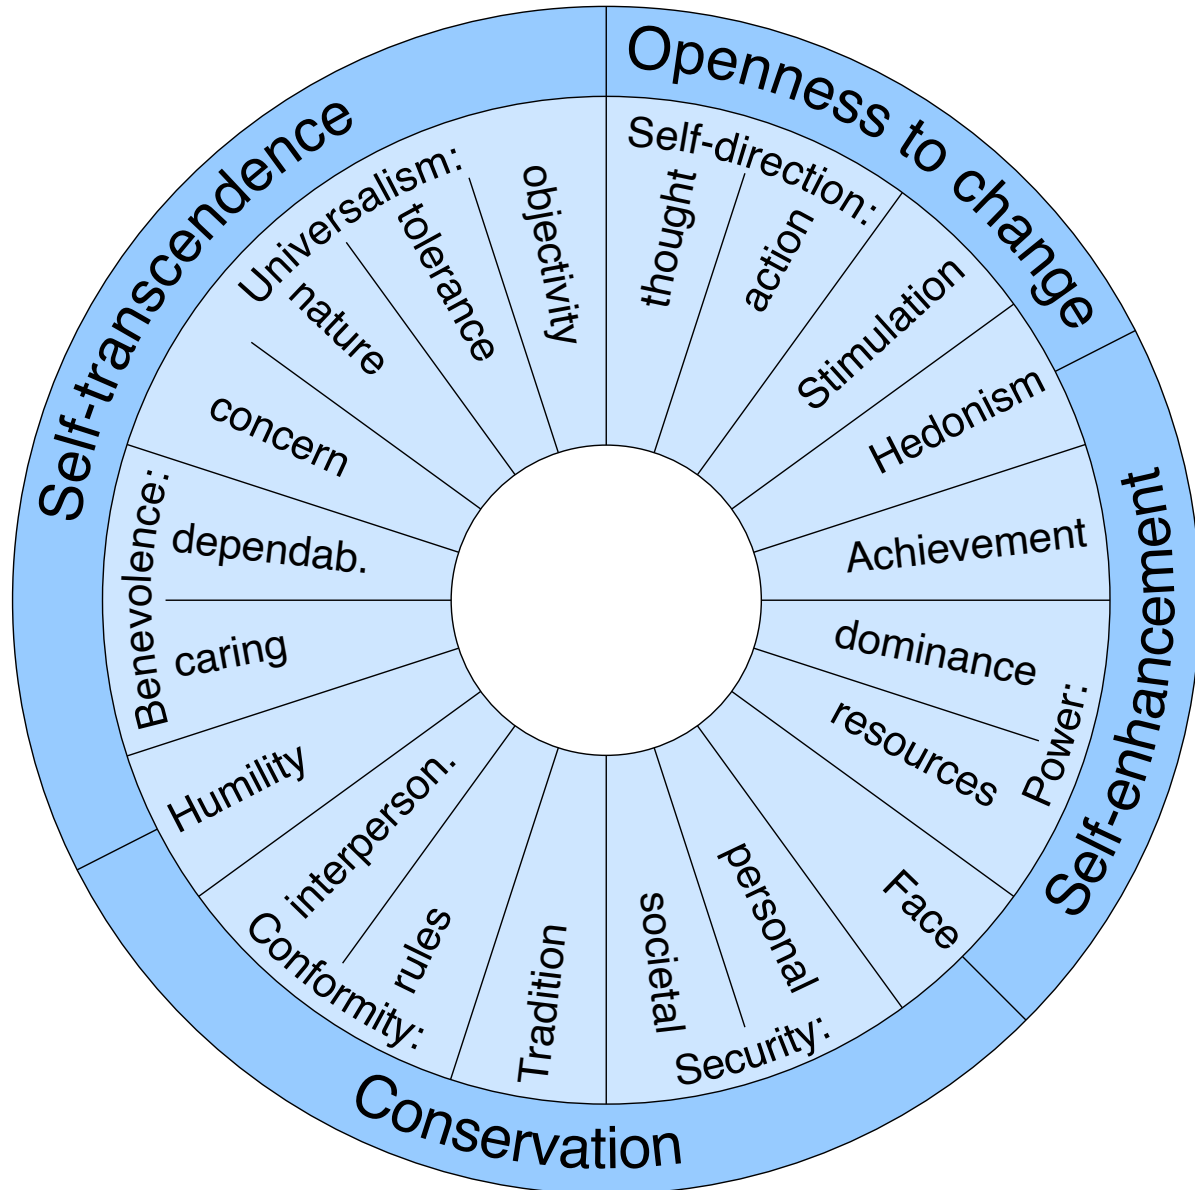 Openness to change
Self-direction:
thought
action
Stimulation
Hedonism
Self-enhancement
Achievement
Power:
dominance
resources
Face
Conservation
Security:
personal
societal
Tradition
Conformity:
rules
interperson.
Humility
Self-transcendence
Benevolence:
caring
dependab.
Universalism:
concern
nature
tolerance
objectivity